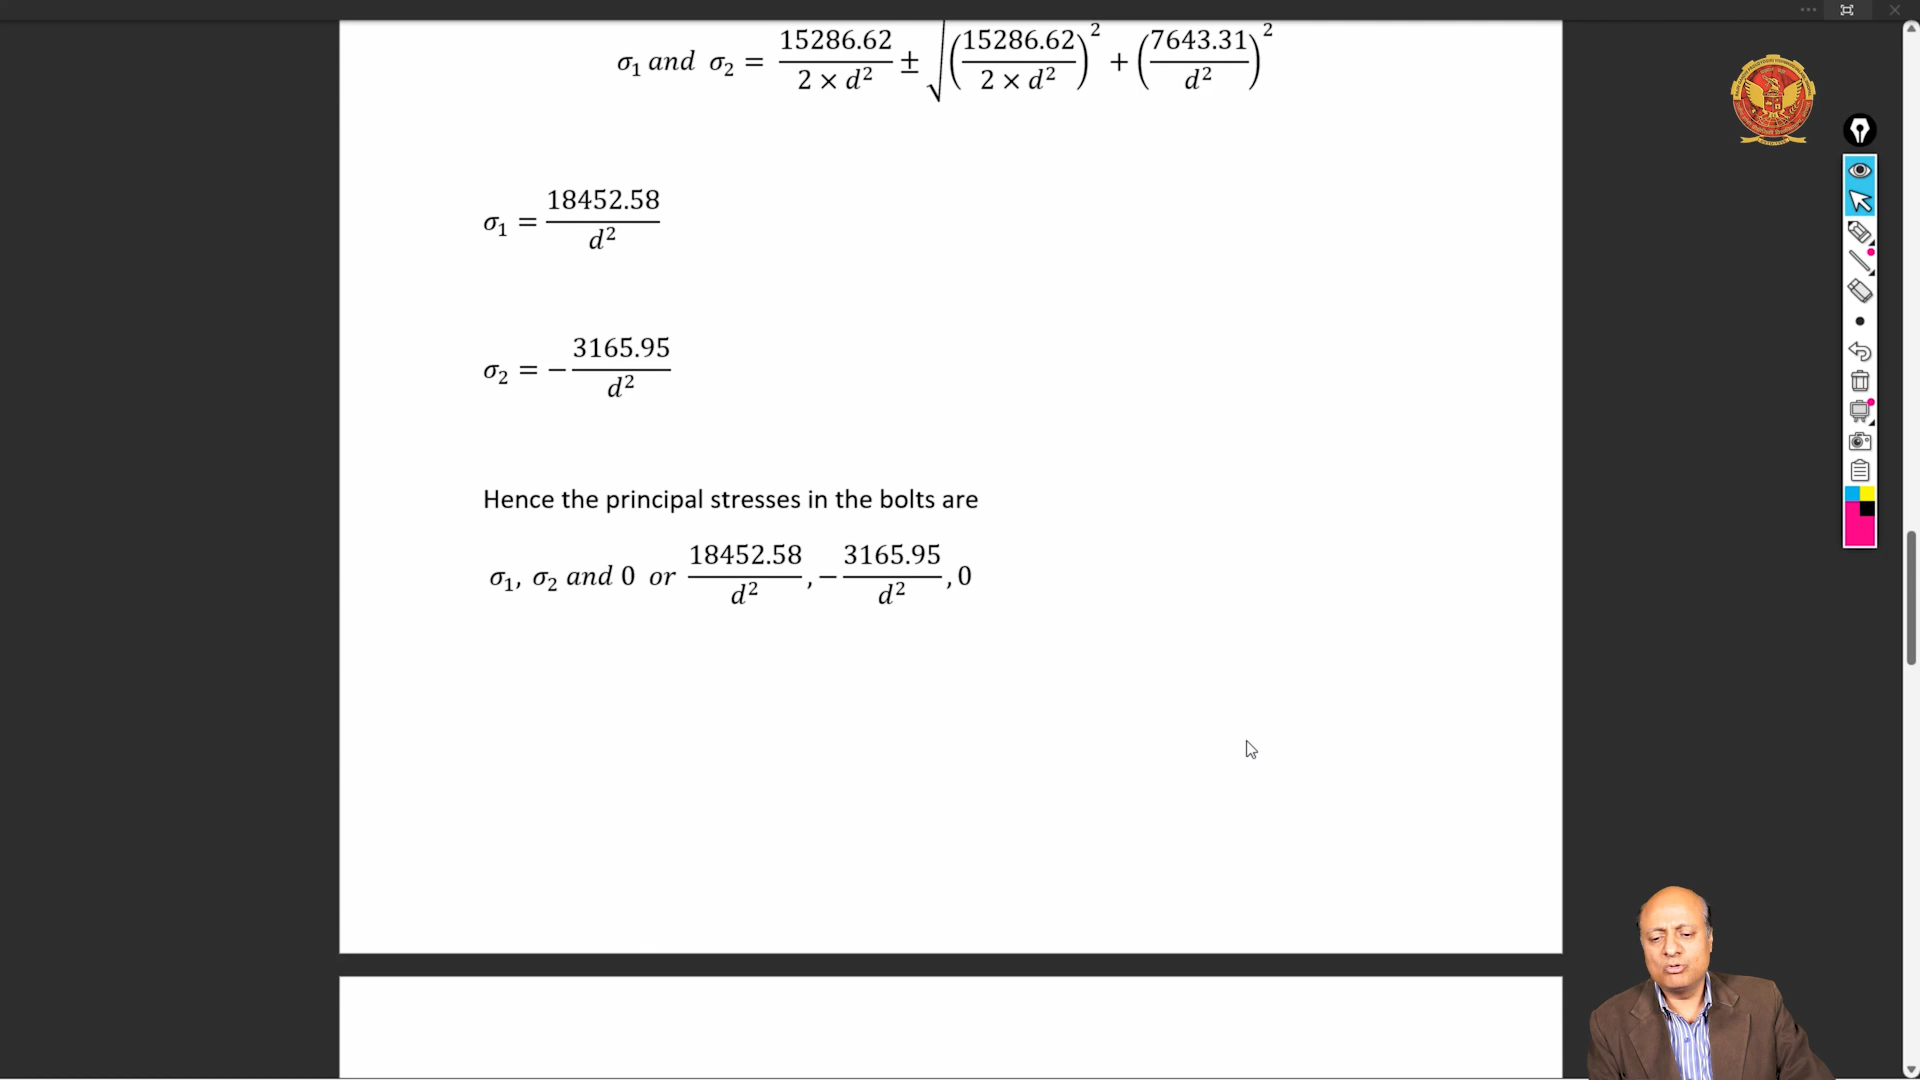 σ₁ and σ₂ = 15286.62 / (2 × d²) ± √((15286.62 / (2 × d²))² + (7643.31 / d²)²)
σ₁ = 18452.58 / d²
σ₂ = − 3165.95 / d²
Hence the principal stresses in the bolts are
σ₁, σ₂ and 0 or 18452.58 / d², − 3165.95 / d², 0